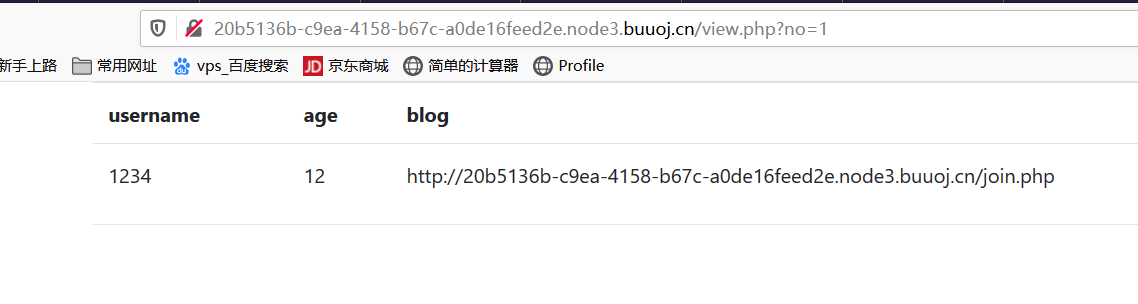 20b5136b-c9ea-4158-b67c-a0de16feed2e.node3.buuoj.cn/view.php?no=1
新手上路 常用网址 vps_百度搜索 JD 京东商城 简单的计算器 Profile
username age blog
1234 12 http://20b5136b-c9ea-4158-b67c-a0de16feed2e.node3.buuoj.cn/join.php